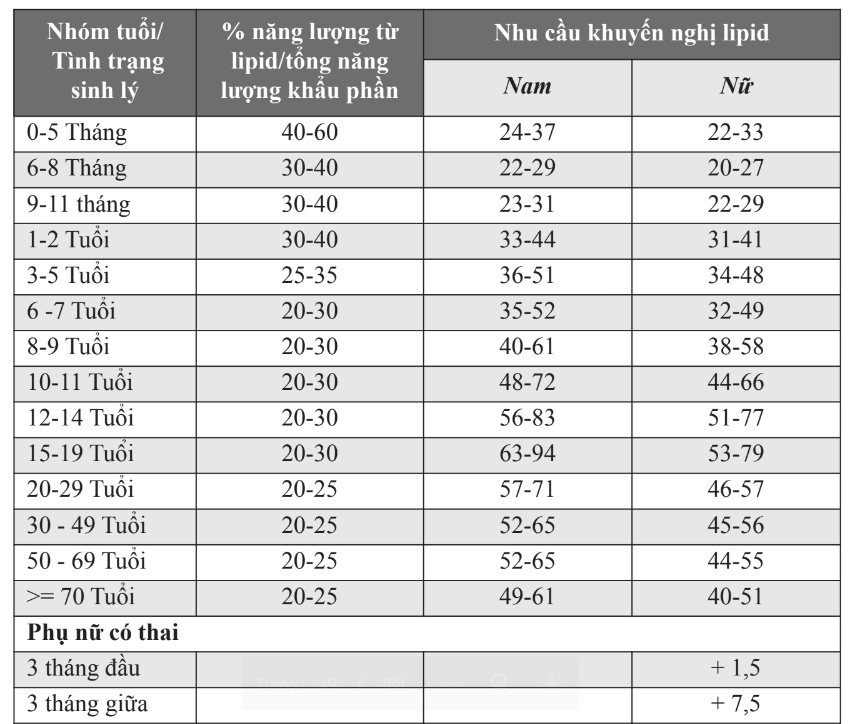 Nhóm tuổi/ Tình trạng sinh lý
% năng lượng từ lipid/tổng năng lượng khẩu phần
Nhu cầu khuyến nghị lipid
Nam Nữ
0-5 Tháng 40-60 24-37 22-33
6-8 Tháng 30-40 22-29 20-27
9-11 tháng 30-40 23-31 22-29
1-2 Tuổi 30-40 33-44 31-41
3-5 Tuổi 25-35 36-51 34-48
6 -7 Tuổi 20-30 35-52 32-49
8-9 Tuổi 20-30 40-61 38-58
10-11 Tuổi 20-30 48-72 44-66
12-14 Tuổi 20-30 56-83 51-77
15-19 Tuổi 20-30 63-94 53-79
20-29 Tuổi 20-25 57-71 46-57
30 - 49 Tuổi 20-25 52-65 45-56
50 - 69 Tuổi 20-25 52-65 44-55
>= 70 Tuổi 20-25 49-61 40-51
Phụ nữ có thai
3 tháng đầu + 1,5
3 tháng giữa + 7,5